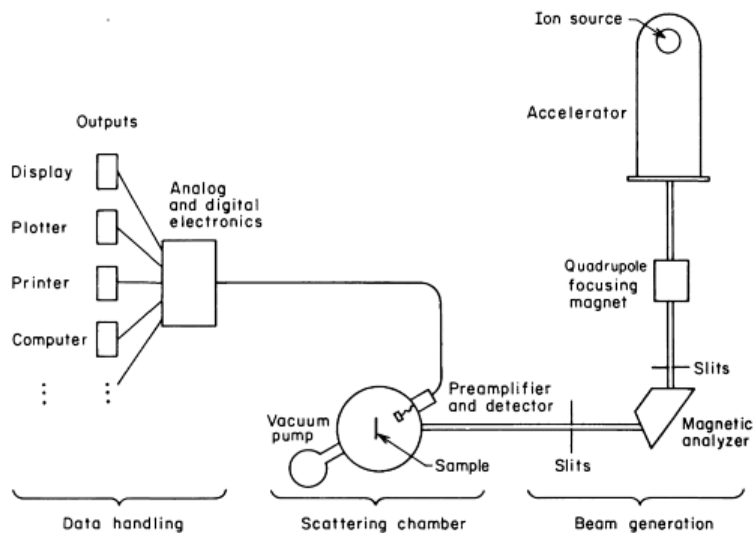 Ion source
Accelerator
Outputs
Display
Analog
and digital
electronics
Plotter
Printer
Quadrupole
focusing
magnet
Computer
Slits
Preamplifier
and detector
Vacuum
pump
Magnetic
analyzer
Sample
Slits
Data handling
Scattering chamber
Beam generation